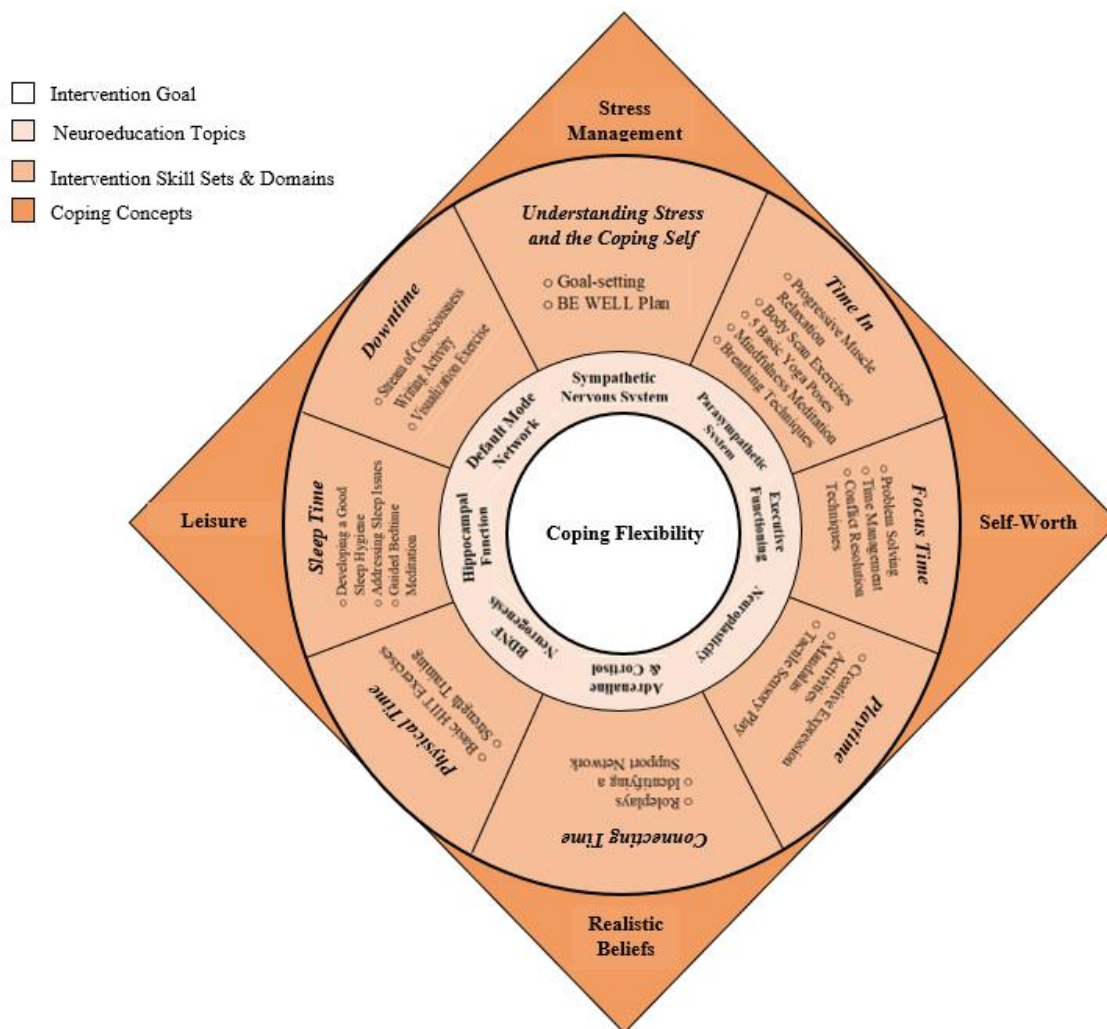 Intervention Goal
Neuroeducation Topics
Intervention Skill Sets & Domains
Coping Concepts
Stress
Management
Understanding Stress
and the Coping Self
○ Goal-setting
○ BE WELL Plan
Time In
○ Progressive Muscle
Relaxation
○ Body Scan Exercises
○ 5 Basic Yoga Poses
○ Mindfulness Meditation
○ Breathing Techniques
Focus Time
○ Problem Solving
○ Time Management
○ Conflict Resolution
Techniques
Playtime
○ Creative Expression
Activities
○ Mandalas
○ Tactile Sensory Play
Connecting Time
○ Roleplays
○ Identifying a
Support Network
Physical Time
○ Basic HIIT Exercises
○ Strength Training
Sleep Time
○ Developing a Good
Sleep Hygiene
○ Addressing Sleep Issues
○ Guided Bedtime
Meditation
Downtime
○ Stream of Consciousness
Writing Activity
○ Visualization Exercise
Sympathetic
Nervous System
Parasympathetic
System
Executive
Functioning
Neuroplasticity
Adrenaline
& Cortisol
BDNF
Neurogenesis
Hippocampal
Function
Default Mode
Network
Coping Flexibility
Leisure
Self-Worth
Realistic
Beliefs